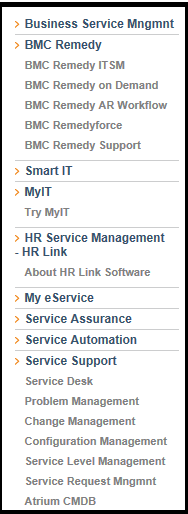 Business Service Mngmnt
BMC Remedy
BMC Remedy ITSM
BMC Remedy on Demand
BMC Remedy AR Workflow
BMC Remedyforce
BMC Remedy Support
Smart IT
MyIT
Try MyIT
HR Service Management
- HR Link
About HR Link Software
My eService
Service Assurance
Service Automation
Service Support
Service Desk
Problem Management
Change Management
Configuration Management
Service Level Management
Service Request Mngmnt
Atrium CMDB